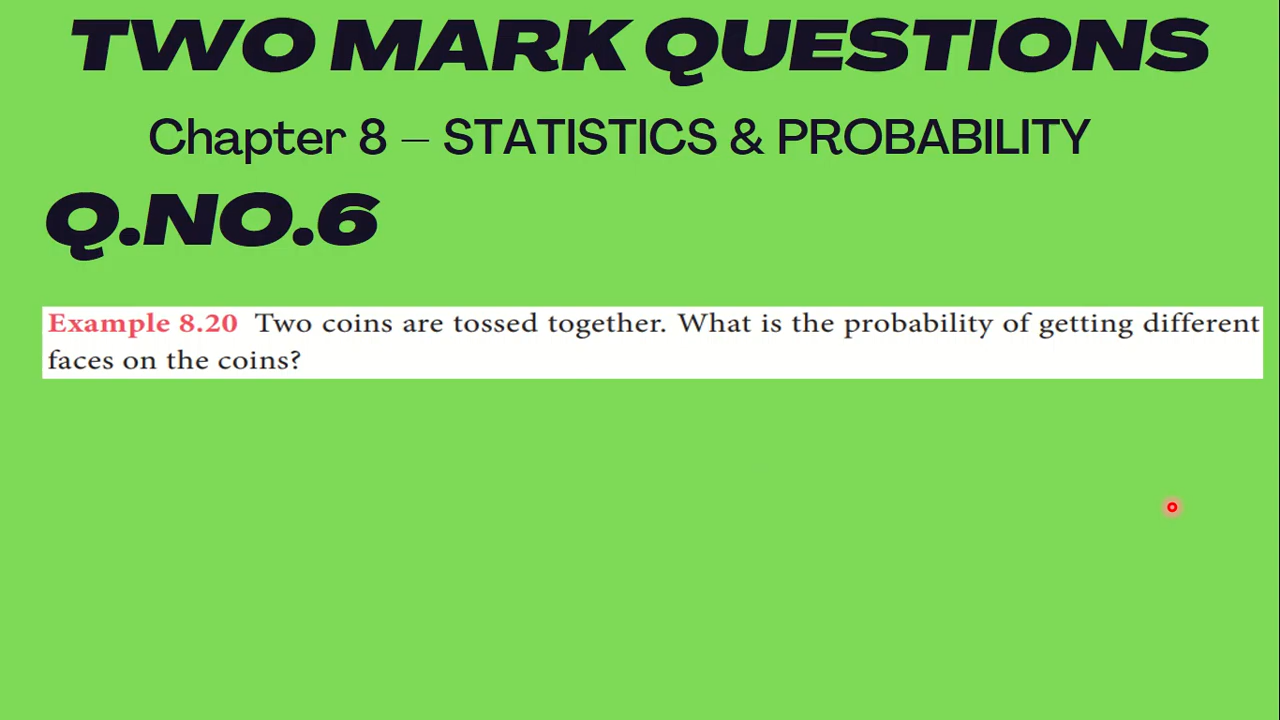 TWO MARK QUESTIONS
Chapter 8 – STATISTICS & PROBABILITY
Q.NO.6
Example 8.20 Two coins are tossed together. What is the probability of getting different
faces on the coins?